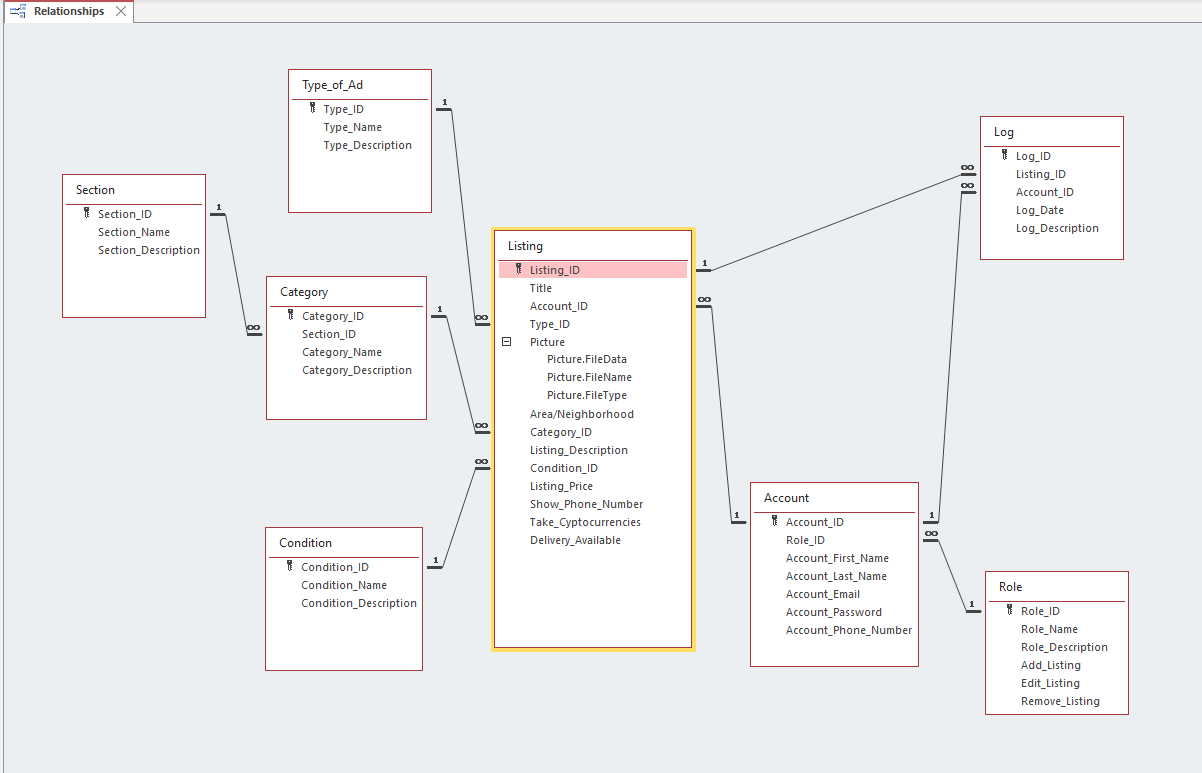 Relationships
Type_of_Ad
Type_ID
Type_Name
Type_Description
1
∞
Section
Section_ID
Section_Name
Section_Description
1
∞
Category
Category_ID
Section_ID
Category_Name
Category_Description
1
∞
Condition
Condition_ID
Condition_Name
Condition_Description
1
∞
Listing
Listing_ID
Title
Account_ID
Type_ID
Picture
Picture.FileData
Picture.FileName
Picture.FileType
Area/Neighborhood
Category_ID
Listing_Description
Condition_ID
Listing_Price
Show_Phone_Number
Take_Cyptocurrencies
Delivery_Available
1
∞
Log
Log_ID
Listing_ID
Account_ID
Log_Date
Log_Description
∞
∞
Account
Account_ID
Role_ID
Account_First_Name
Account_Last_Name
Account_Email
Account_Password
Account_Phone_Number
1
1
∞
Role
Role_ID
Role_Name
Role_Description
Add_Listing
Edit_Listing
Remove_Listing
1